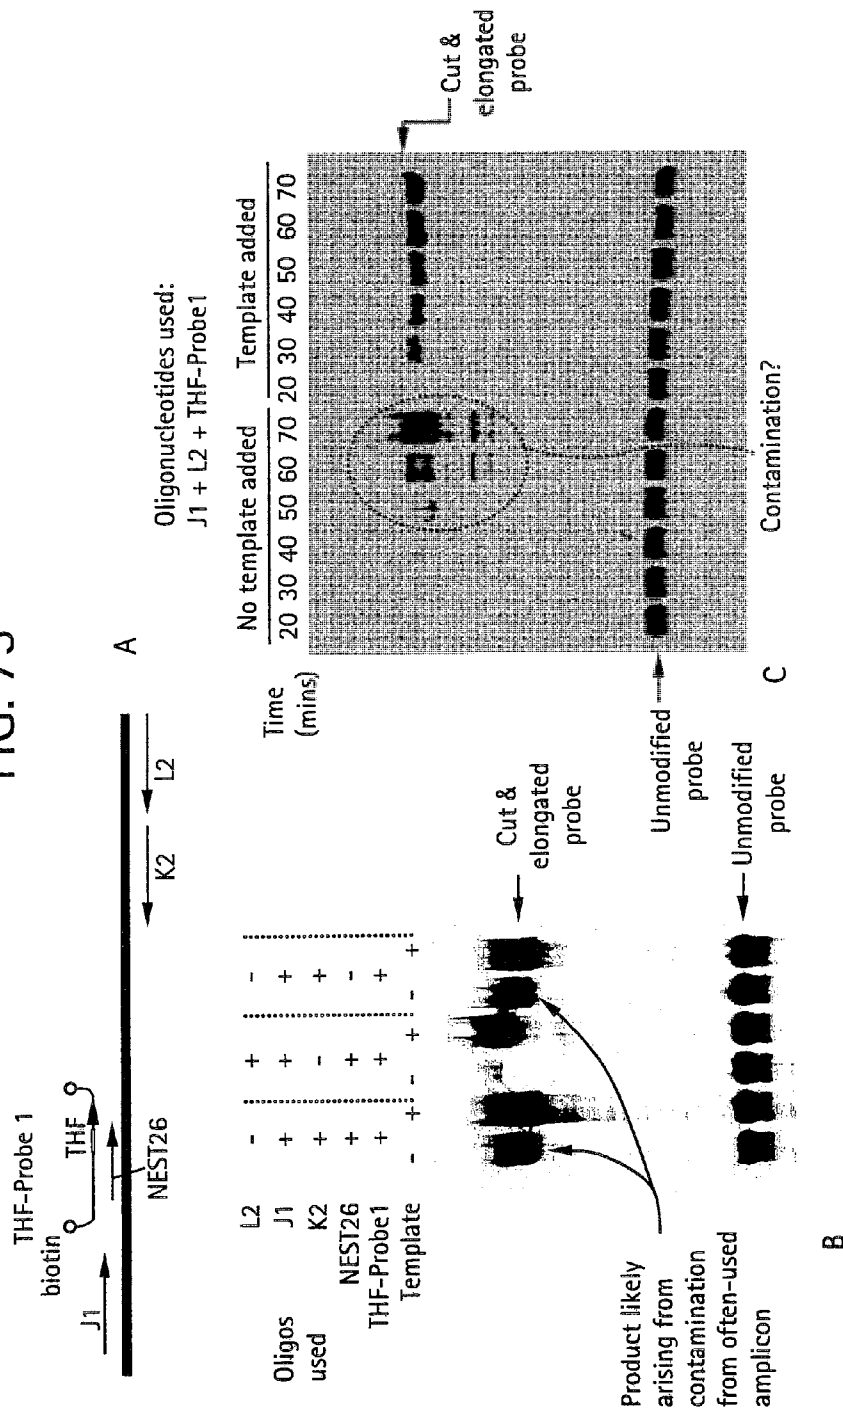 FIG. 75
THF-Probe 1
biotin
THF
J1
NEST26
K2
L2
A
Oligos
used
L2 - + -
J1 + + +
K2 + - +
NEST26 + + -
THF-Probe1 + + +
Template - + - + - +
Cut &
elongated
probe
Unmodified
probe
Product likely
arising from
contamination
from often-used
amplicon
B
Oligonucleotides used:
J1 + L2 + THF-Probe1
No template added Template added
Time
(mins)
20 30 40 50 60 70 20 30 40 50 60 70
Cut &
elongated
probe
Unmodified
probe
Contamination?
C